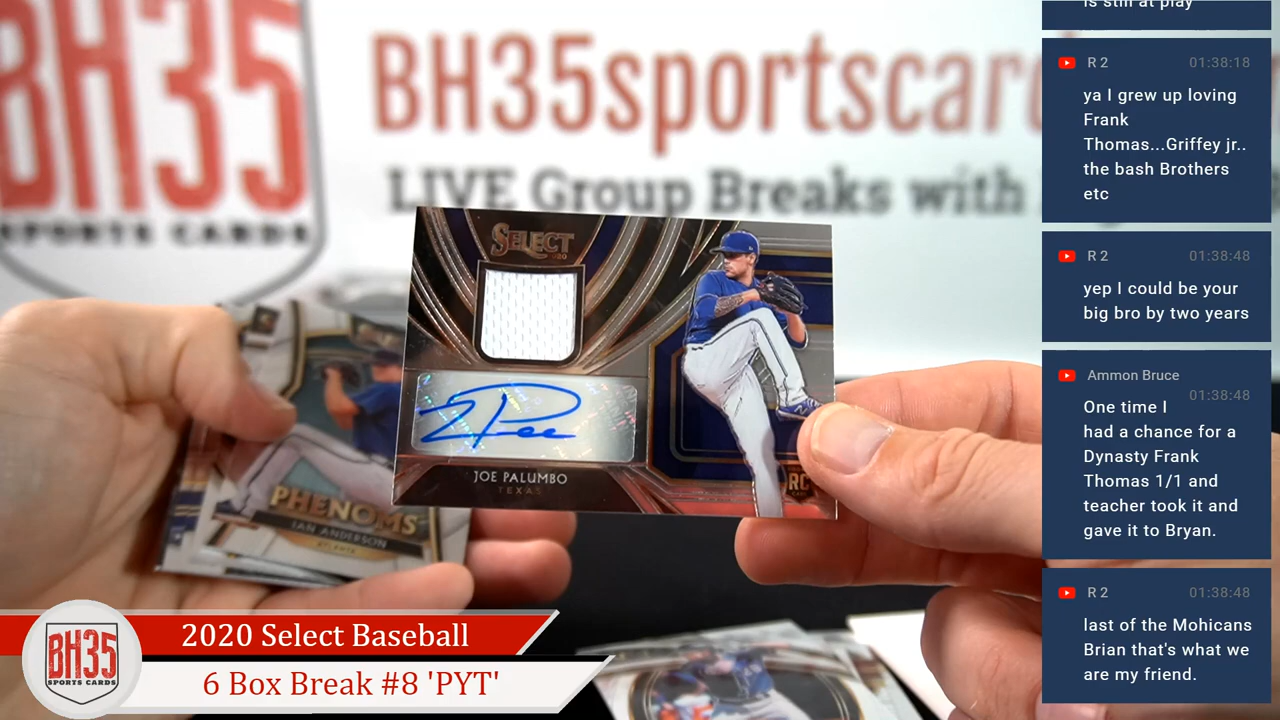 BH35
SPORTS CARDS
BH35sportscard
LIVE Group Breaks with
SELECT
JOE PALUMBO
TEXAS
RC
PHENOMS
IAN ANDERSON
2020 Select Baseball
6 Box Break #8 'PYT'
BH35
SPORTS CARDS
is still at play
R 2 01:38:18
ya I grew up loving
Frank
Thomas...Griffey jr..
the bash Brothers
etc
R 2 01:38:48
yep I could be your
big bro by two years
Ammon Bruce
01:38:48
One time I
had a chance for a
Dynasty Frank
Thomas 1/1 and
teacher took it and
gave it to Bryan.
R 2 01:38:48
last of the Mohicans
Brian that's what we
are my friend.